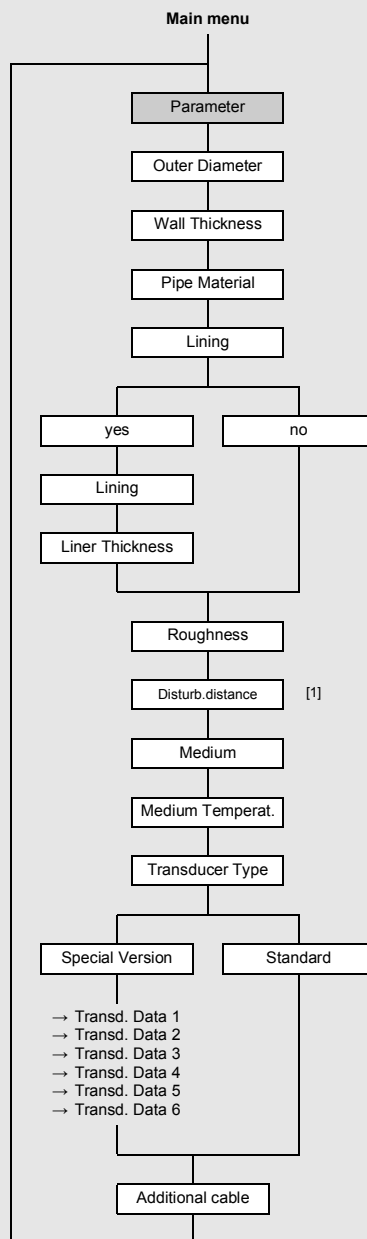 Main menu
Parameter
Outer Diameter
Wall Thickness
Pipe Material
Lining
yes no
Lining
Liner Thickness
Roughness
Disturb.distance [1]
Medium
Medium Temperat.
Transducer Type
Special Version Standard
→ Transd. Data 1
→ Transd. Data 2
→ Transd. Data 3
→ Transd. Data 4
→ Transd. Data 5
→ Transd. Data 6
Additional cable